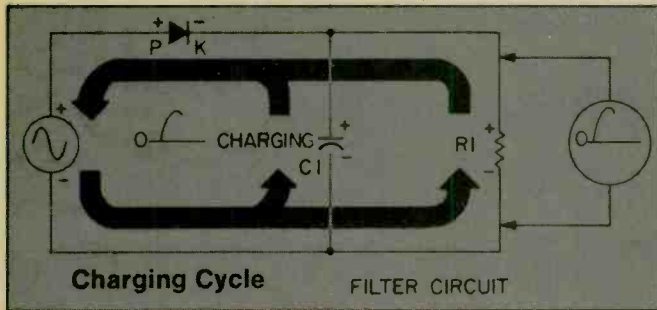 + -
P K
+
-
O
CHARGING
+
-
C1
R1
+
-
O
Charging Cycle
FILTER CIRCUIT